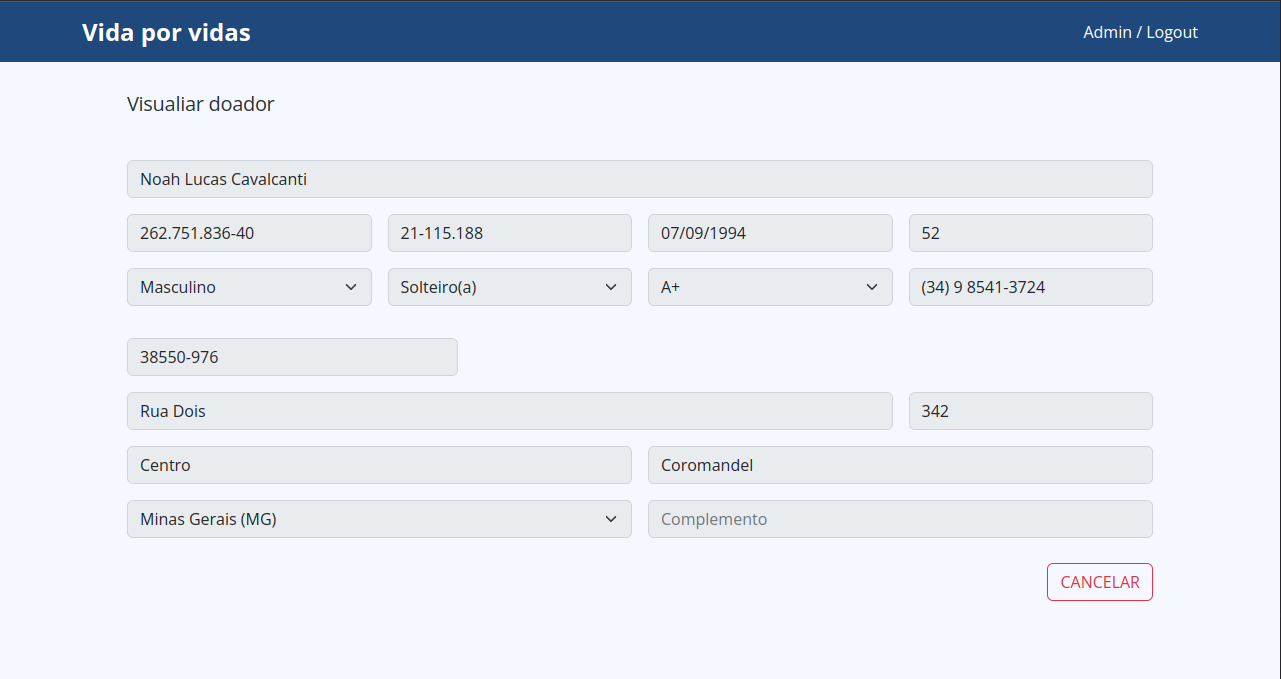 Vida por vidas
Admin / Logout
Visualiar doador
Noah Lucas Cavalcanti
262.751.836-40
21-115.188
07/09/1994
52
Masculino
Solteiro(a)
A+
(34) 9 8541-3724
38550-976
Rua Dois
342
Centro
Coromandel
Minas Gerais (MG)
Complemento
CANCELAR